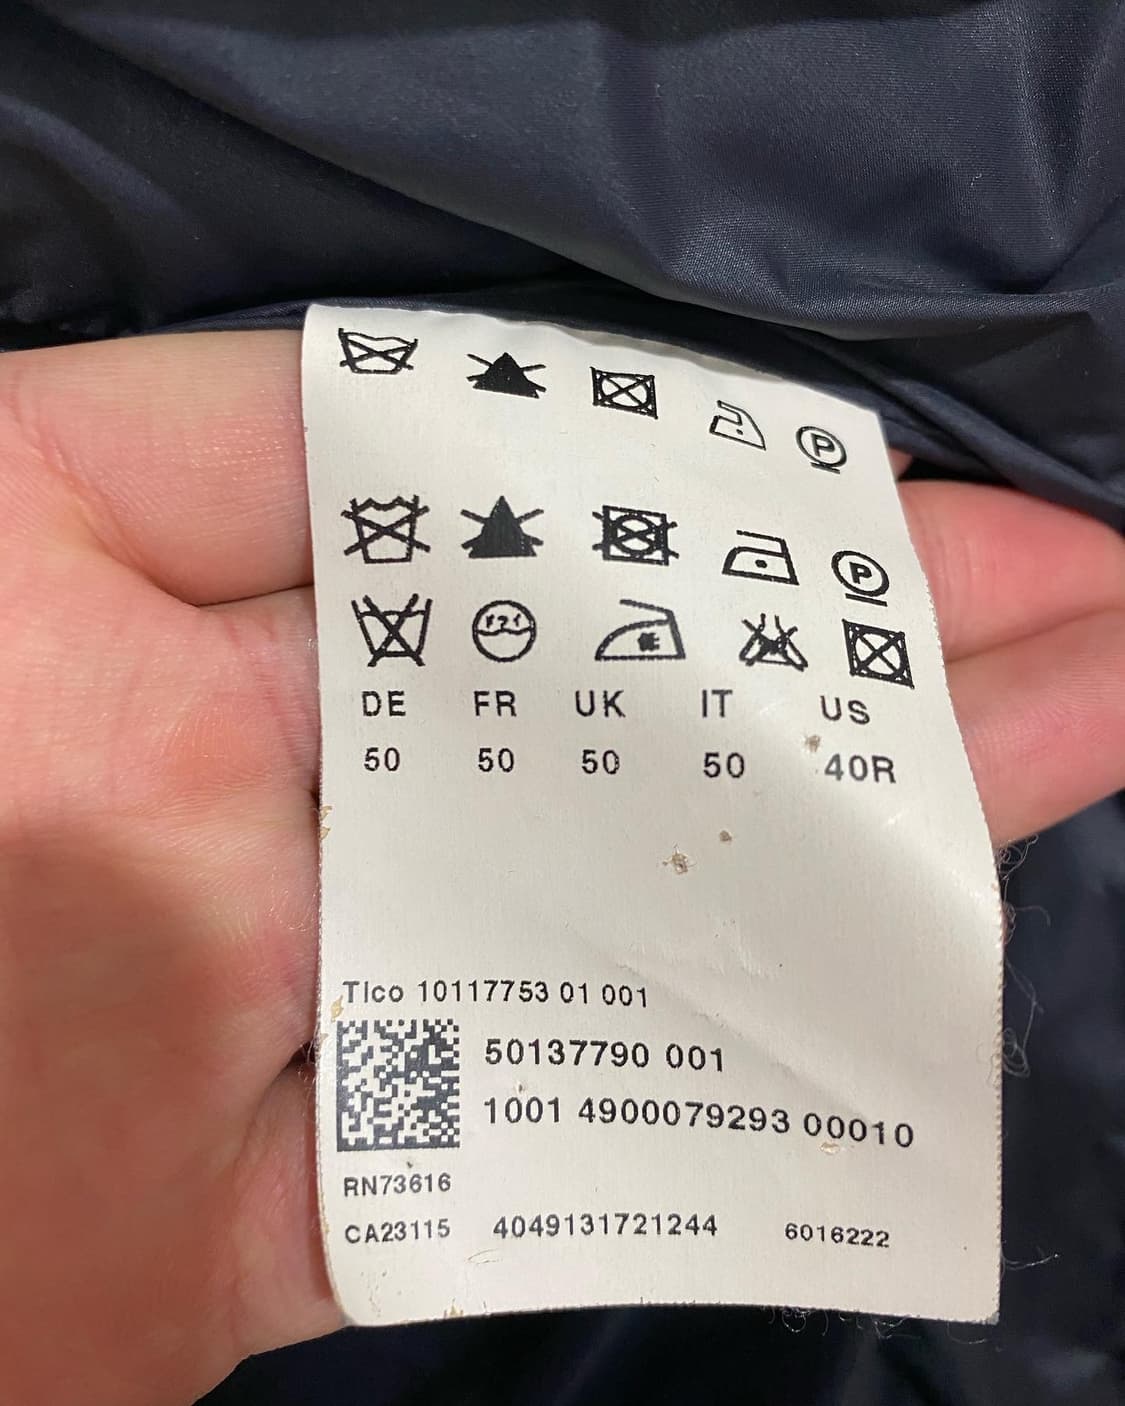 P
P
DE FR UK IT US
50 50 50 50 40R
Tico 10117753 01 001
50137790 001
1001 4900079293 00010
RN73616
CA23115 4049131721244 6016222